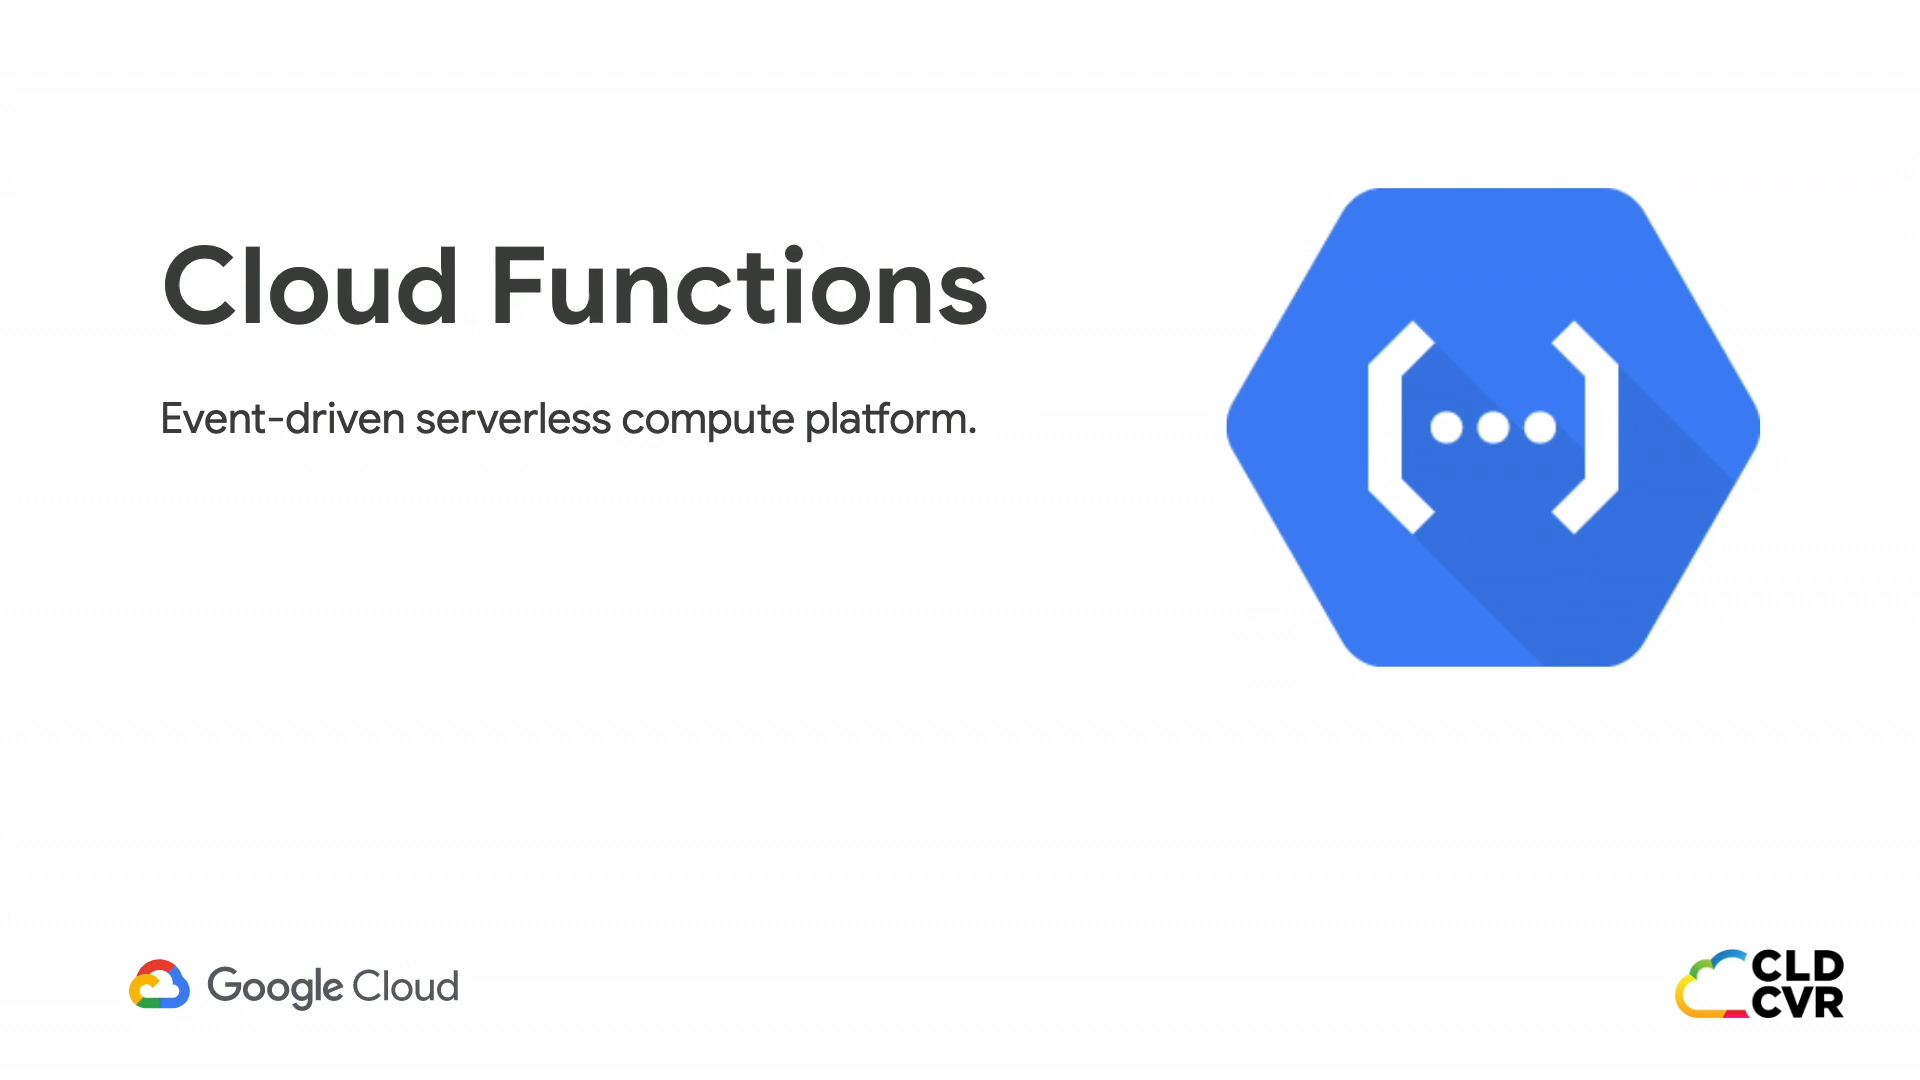 Cloud Functions
Event-driven serverless compute platform.
Google Cloud
CLD
CVR